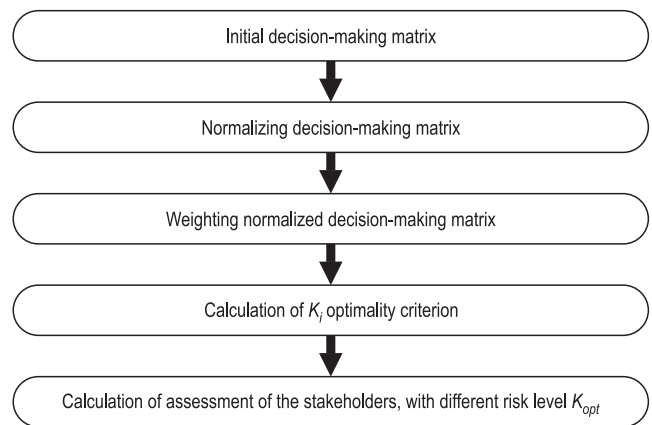 Initial decision-making matrix
Normalizing decision-making matrix
Weighting normalized decision-making matrix
Calculation of Ki optimality criterion
Calculation of assessment of the stakeholders, with different risk level Kopt